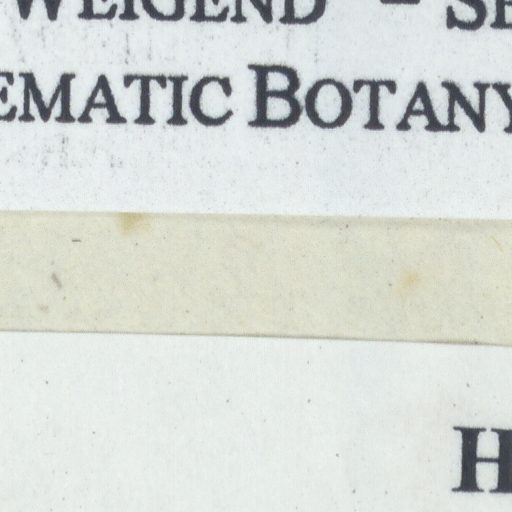 WEIGEND – SE
EMATIC BOTANY
H